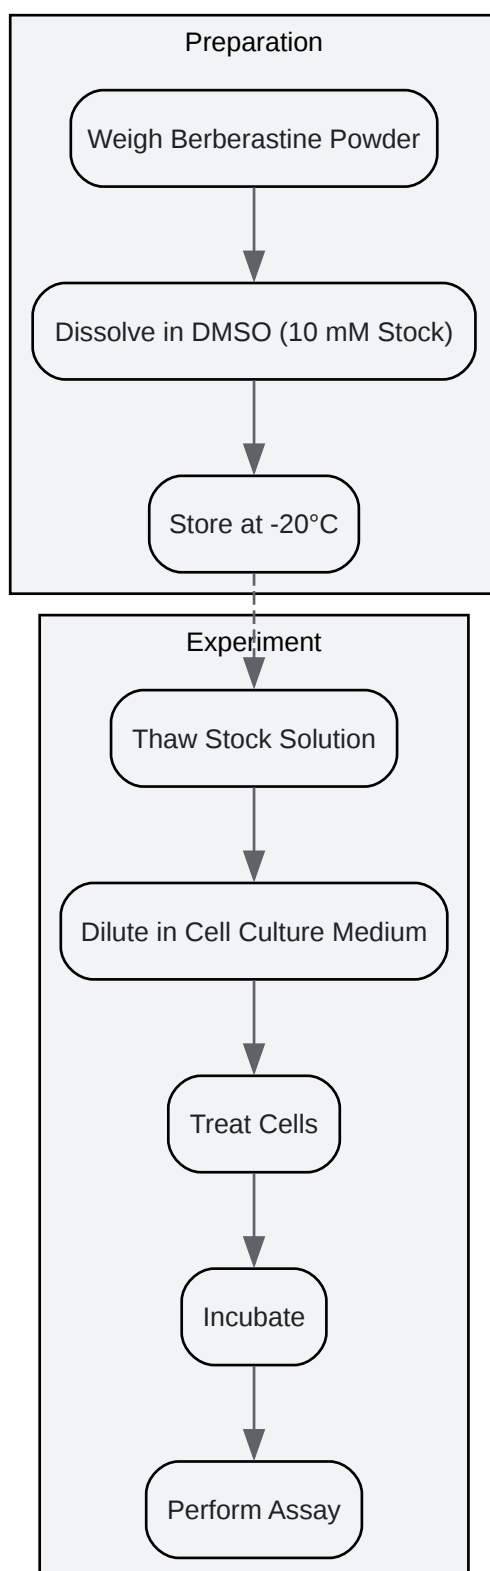 Preparation
Weigh Berberastine Powder
Dissolve in DMSO (10 mM Stock)
Store at -20°C
Experiment
Thaw Stock Solution
Dilute in Cell Culture Medium
Treat Cells
Incubate
Perform Assay